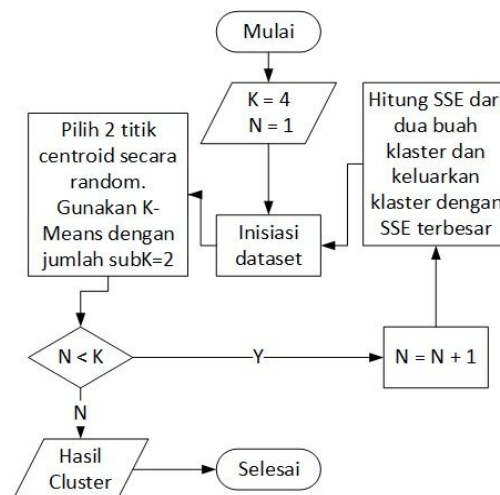 Mulai
K = 4
N = 1
Hitung SSE dari
dua buah
klaster dan
keluarkan
klaster dengan
SSE terbesar
Pilih 2 titik
centroid secara
random.
Gunakan K-
Means dengan
jumlah subK=2
Inisiasi
dataset
N < K
Y
N = N + 1
N
Hasil
Cluster
Selesai